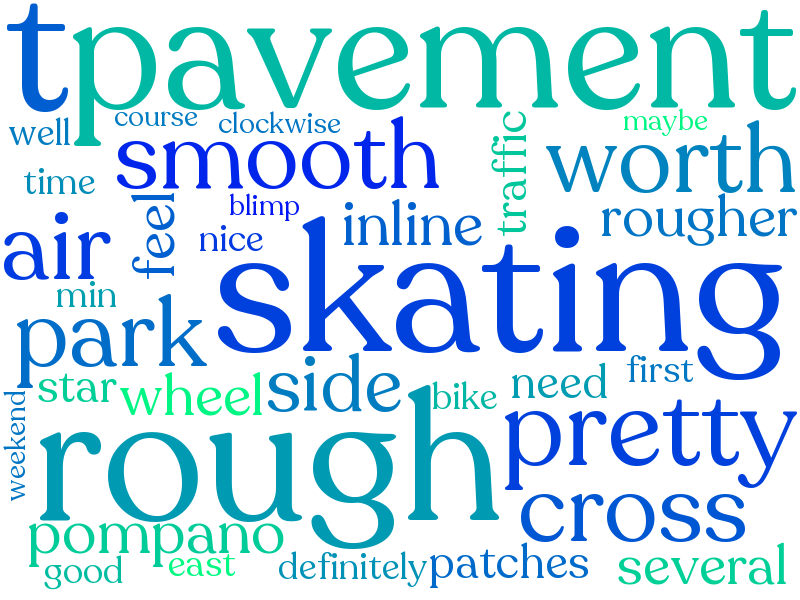 t pavement
well course clockwise maybe
smooth traffic worth
time feel blimp rougher
air nice inline
skating
min
park
star wheel side bike need first
weekend rough pretty
cross
pompano
good east definitely patches several